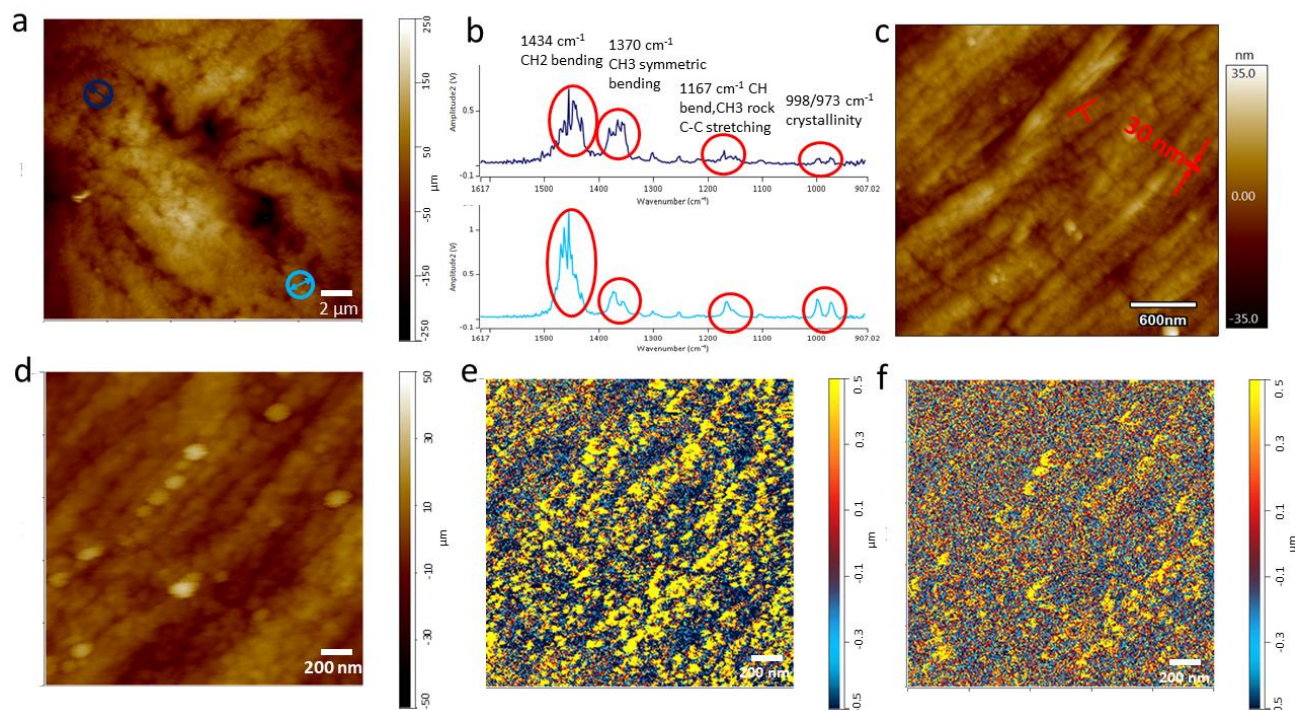 a
250
150
50
-50
-150
-250
µm
2 µm
b
1434 cm⁻¹
CH2 bending
1370 cm⁻¹
CH3 symmetric
bending
1167 cm⁻¹ CH
bend,CH3 rock
C-C stretching
998/973 cm⁻¹
crystallinity
Amplitude2 (V)
0.5
-0.1
1617
1500
1400
1300
1200
1100
1000
907.02
Wavenumber (cm⁻¹)
Amplitude2 (V)
1
0.5
-0.1
1617
1500
1400
1300
1200
1100
1000
907.02
Wavenumber (cm⁻¹)
c
30 nm
600nm
nm
35.0
0.00
-35.0
d
200 nm
50
30
10
-10
-30
-50
µm
e
200 nm
0.5
0.3
0.1
-0.1
-0.3
-0.5
µm
f
200 nm
0.5
0.3
0.1
-0.1
-0.3
-0.5
µm